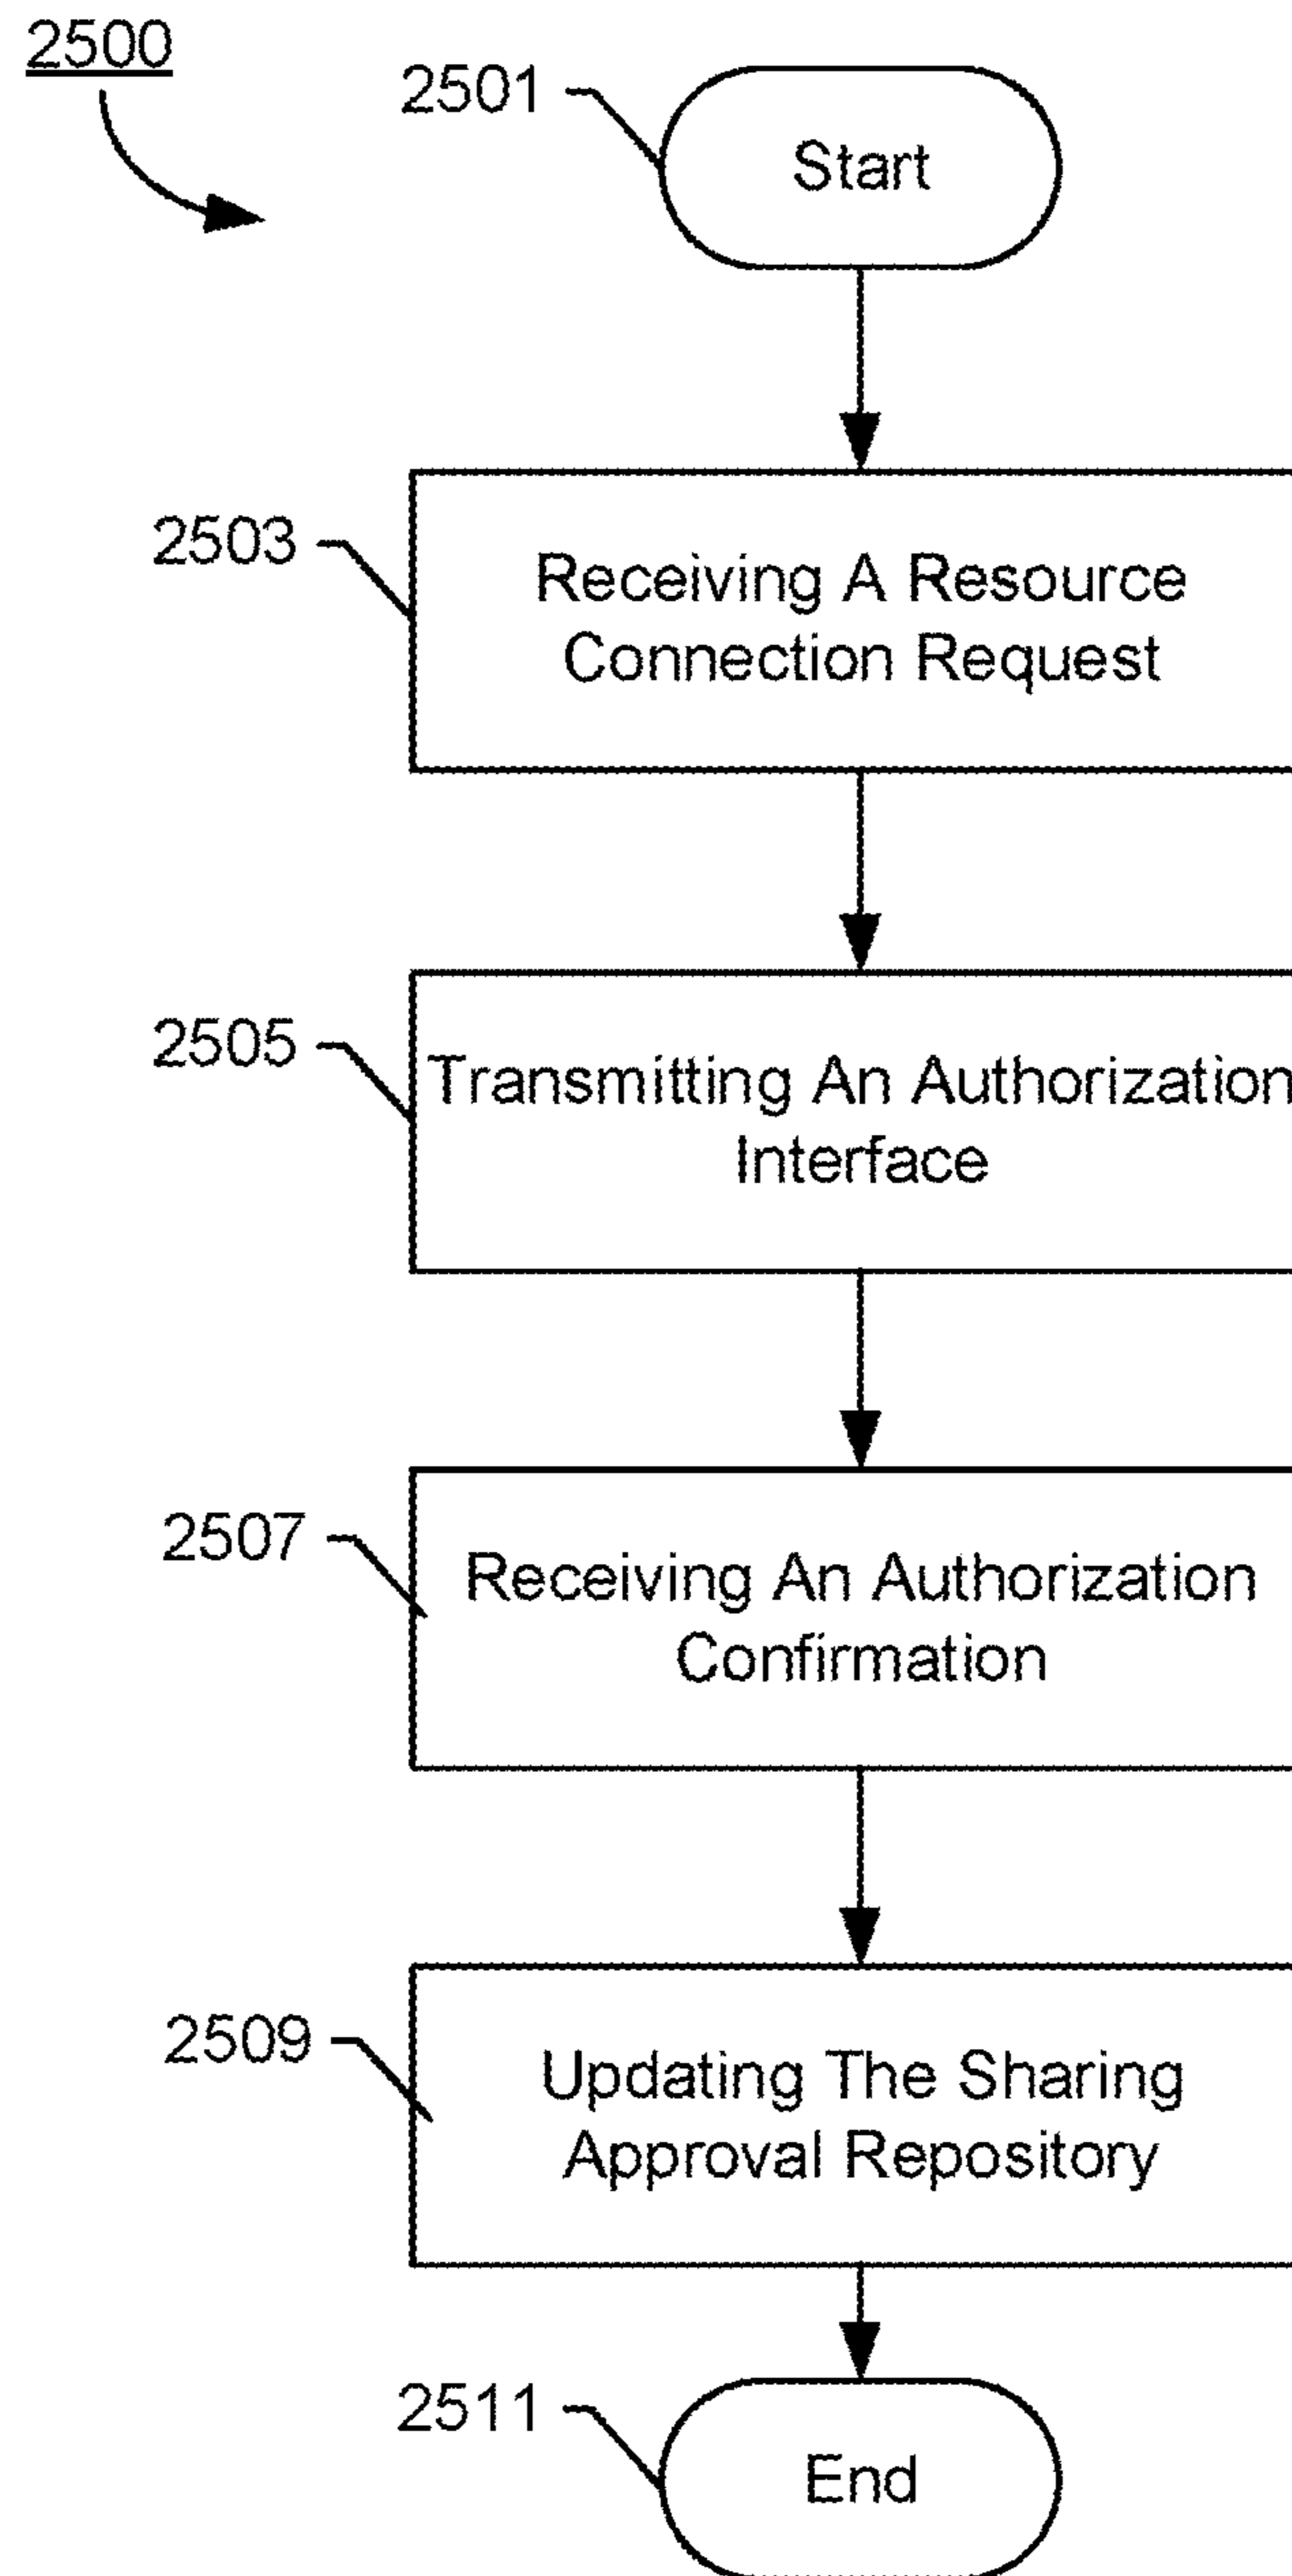 2500
2501
Start
2503
Receiving A Resource
Connection Request
2505
Transmitting An Authorization
Interface
2507
Receiving An Authorization
Confirmation
2509
Updating The Sharing
Approval Repository
2511
End